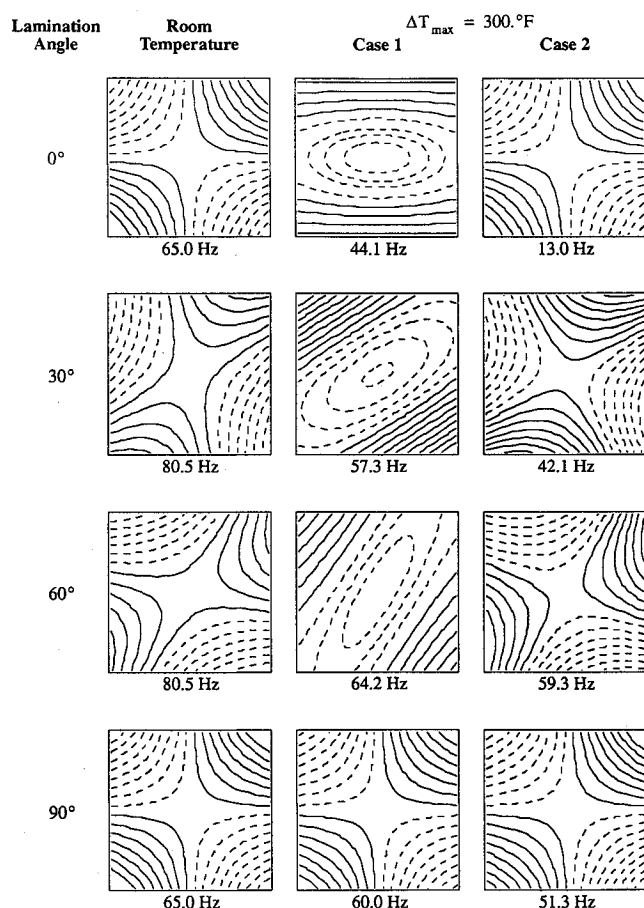 Lamination Angle
Room Temperature
ΔTmax = 300.°F
Case 1
Case 2
0°
65.0 Hz
44.1 Hz
13.0 Hz
30°
80.5 Hz
57.3 Hz
42.1 Hz
60°
80.5 Hz
64.2 Hz
59.3 Hz
90°
65.0 Hz
60.0 Hz
51.3 Hz